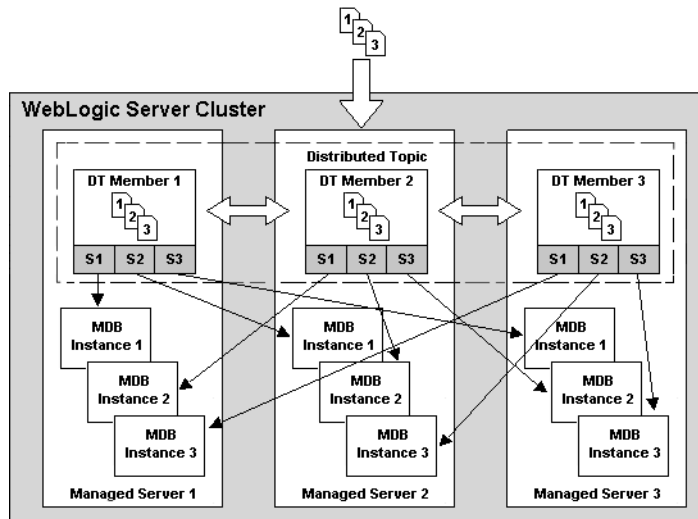 1
2
3
WebLogic Server Cluster
Distributed Topic
DT Member 1
1
2
3
S1 S2 S3
DT Member 2
1
2
3
S1 S2 S3
DT Member 3
1
2
3
S1 S2 S3
MDB
Instance 1
MDB
Instance 2
MDB
Instance 3
Managed Server 1
MDB
Instance 1
MDB
Instance 2
MDB
Instance 3
Managed Server 2
MDB
Instance 1
MDB
Instance 2
MDB
Instance 3
Managed Server 3